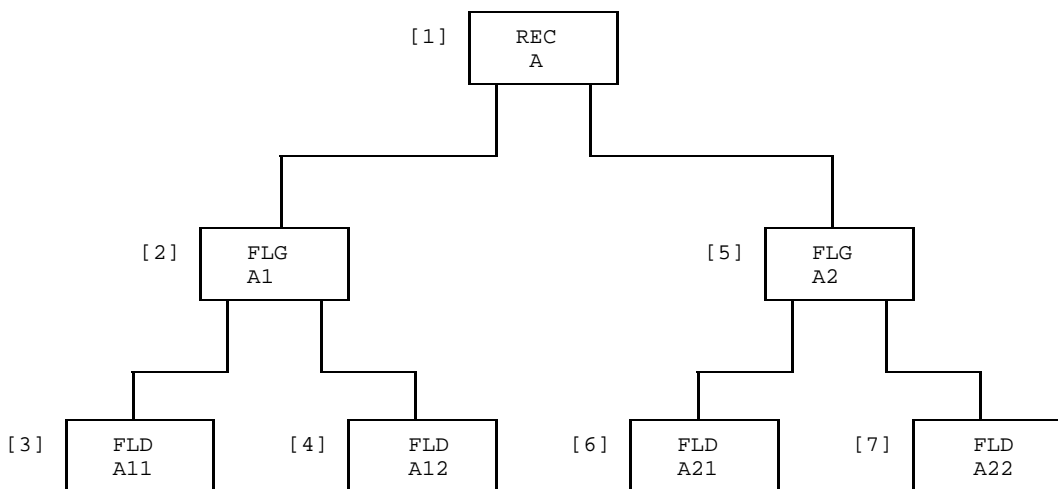 [1] REC
A
[2] FLG
A1
[5] FLG
A2
[3] FLD
A11
[4] FLD
A12
[6] FLD
A21
[7] FLD
A22